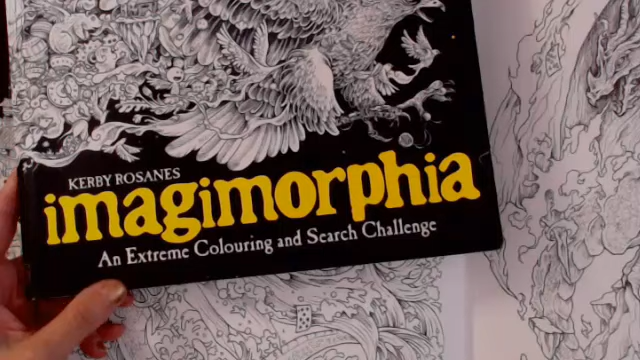 KERBY ROSANES
imagimorphia
An Extreme Colouring and Search Challenge